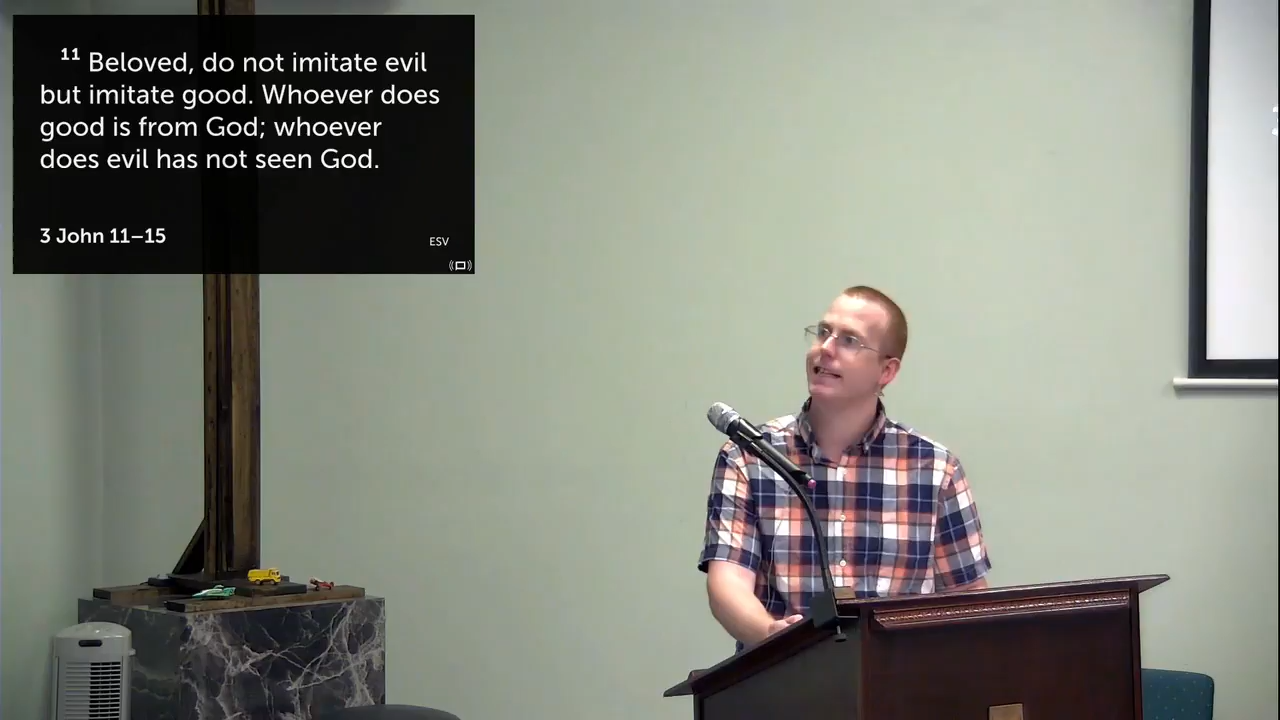 11 Beloved, do not imitate evil
but imitate good. Whoever does
good is from God; whoever
does evil has not seen God.
3 John 11–15
ESV